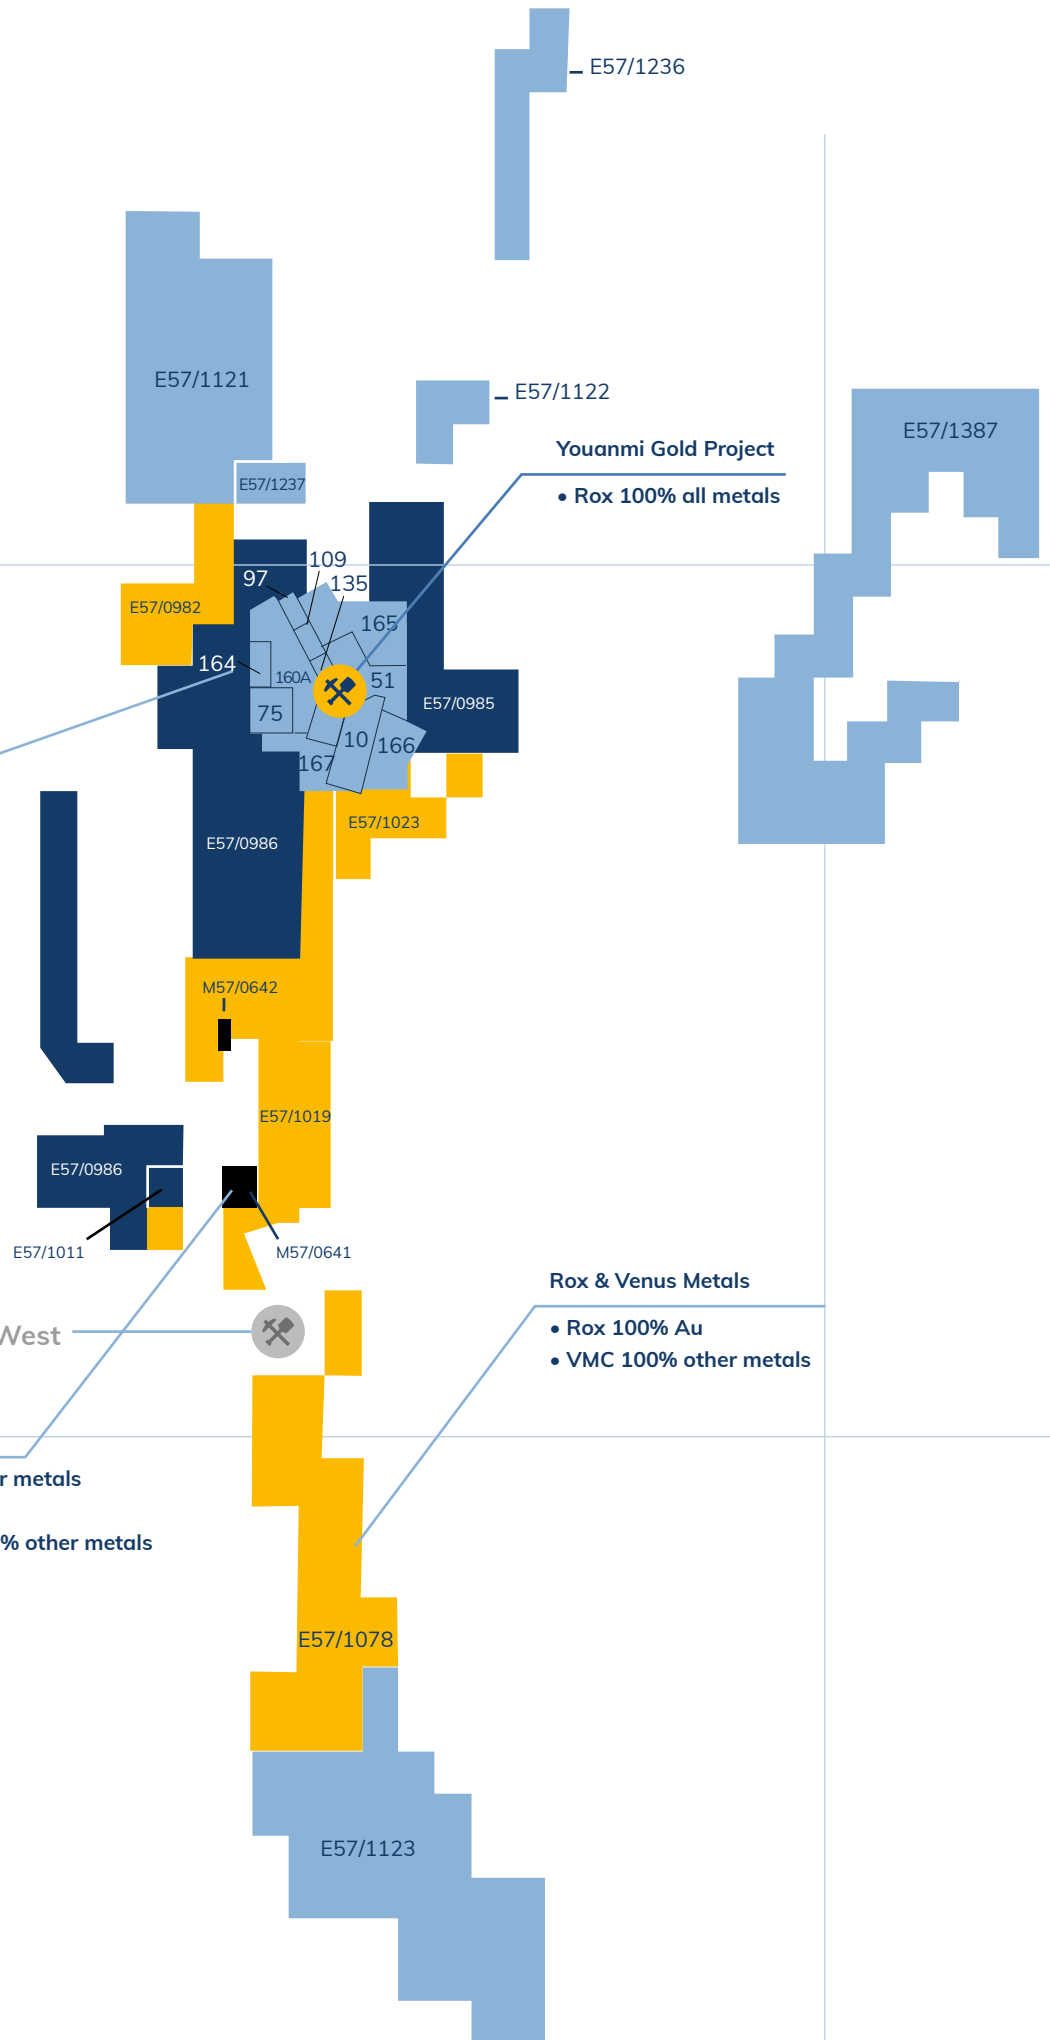 E57/1236
E57/1121
E57/1122
E57/1387
Youanmi Gold Project
• Rox 100% all metals
E57/1237
109
97
135
E57/0982
165
164
160A
51
E57/0985
75
10
166
167
E57/1023
E57/0986
M57/0642
E57/1019
E57/0986
E57/1011
M57/0641
Rox & Venus Metals
• Rox 100% Au
• VMC 100% other metals
West
r metals
% other metals
E57/1078
E57/1123